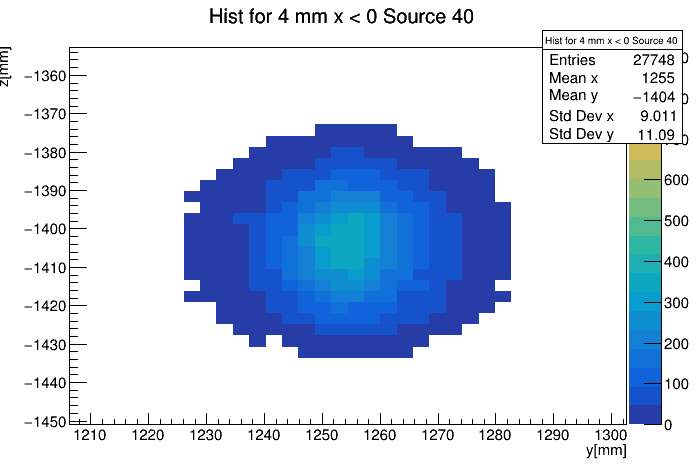 Hist for 4 mm x < 0 Source 40
Hist for 4 mm x < 0 Source 40
Entries 27748
Mean x 1255
Mean y −1404
Std Dev x 9.011
Std Dev y 11.09
z[mm]
−1360
−1370
−1380
−1390
−1400
−1410
−1420
−1430
−1440
−1450
1210 1220 1230 1240 1250 1260 1270 1280 1290 1300
y[mm]
600
500
400
300
200
100
0